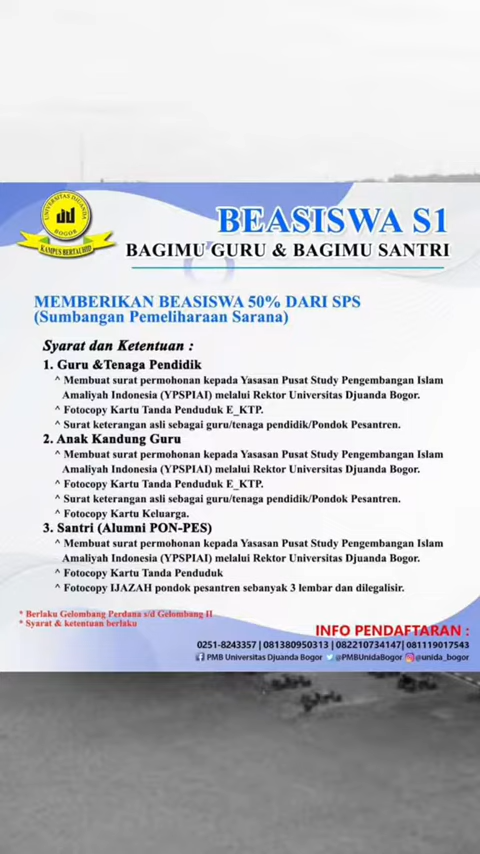 UNIVERSITAS DJUANDA
BOGOR
KAMPUS BERTAUHID
BEASISWA S1
BAGIMU GURU & BAGIMU SANTRI
MEMBERIKAN BEASISWA 50% DARI SPS
(Sumbangan Pemeliharaan Sarana)
Syarat dan Ketentuan :
1. Guru &Tenaga Pendidik
^ Membuat surat permohonan kepada Yasasan Pusat Study Pengembangan Islam
Amaliyah Indonesia (YPSPIAI) melalui Rektor Universitas Djuanda Bogor.
^ Fotocopy Kartu Tanda Penduduk E_KTP.
^ Surat keterangan asli sebagai guru/tenaga pendidik/Pondok Pesantren.
2. Anak Kandung Guru
^ Membuat surat permohonan kepada Yasasan Pusat Study Pengembangan Islam
Amaliyah Indonesia (YPSPIAI) melalui Rektor Universitas Djuanda Bogor.
^ Fotocopy Kartu Tanda Penduduk E_KTP.
^ Surat keterangan asli sebagai guru/tenaga pendidik/Pondok Pesantren.
^ Fotocopy Kartu Keluarga.
3. Santri (Alumni PON-PES)
^ Membuat surat permohonan kepada Yasasan Pusat Study Pengembangan Islam
Amaliyah Indonesia (YPSPIAI) melalui Rektor Universitas Djuanda Bogor.
^ Fotocopy Kartu Tanda Penduduk
^ Fotocopy IJAZAH pondok pesantren sebanyak 3 lembar dan dilegalisir.
* Berlaku Gelombang Perdana s/d Gelombang II
* Syarat & ketentuan berlaku
INFO PENDAFTARAN :
0251-8243357 | 081380950313 | 082210734147| 081119017543
PMB Universitas Djuanda Bogor @PMBUnidaBogor @unida_bogor